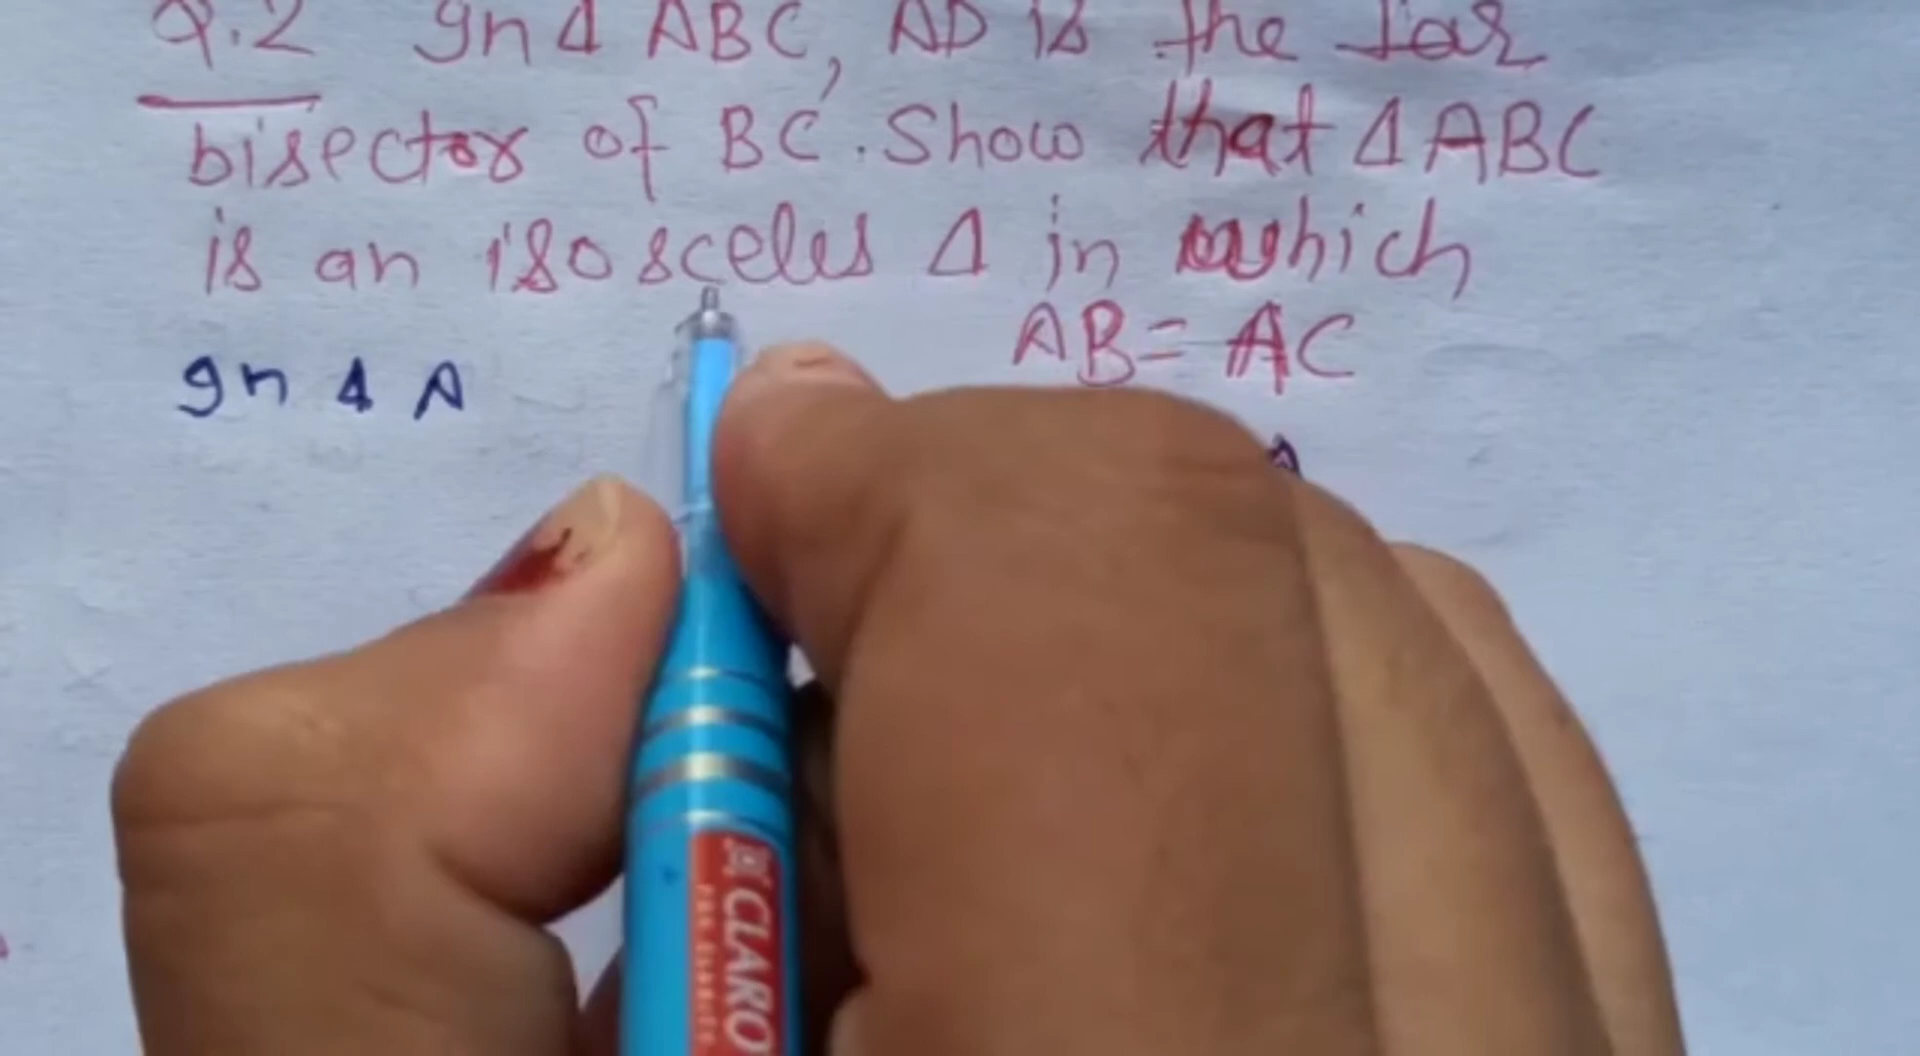 Q.2 In Δ ABC, AD is the ⊥ar
bisector of BC. Show that Δ ABC
is an isosceles Δ in which
AB = AC
In Δ A
A
CLARO